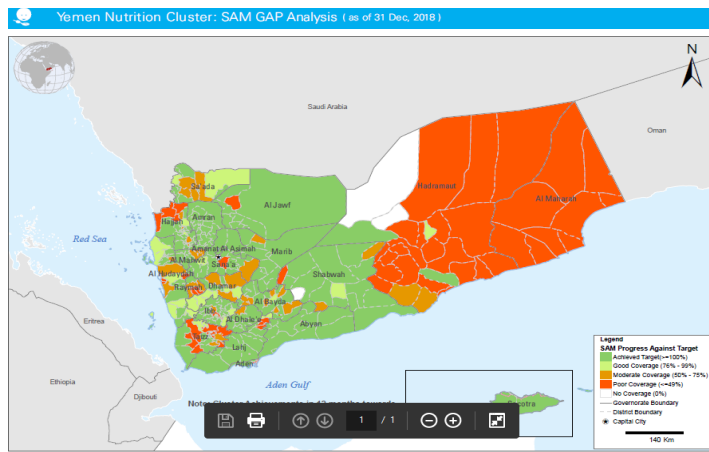 Yemen Nutrition Cluster: SAM GAP Analysis ( as of 31 Dec, 2018 )
N
Saudi Arabia
Oman
Hadramaut
Al Maharah
Sa'ada
Al Jawf
Hajjah
Amran
Red Sea
Amanat Al Asimah
Marib
Al Mahwit
Sana'a
Shabwah
Al Hudaydah
Raymah
Dhamar
Al Bayda
Ibb
Al Dhale'e
Abyan
Eritrea
Taizz
Lahj
Aden
Ethiopia
Djibouti
Aden Gulf
Socotra
Legend
SAM Progress Against Target
Achieved Target(>=100%)
Good Coverage (76% - 99%)
Moderate Coverage (50% - 75%)
Poor Coverage (<=49%)
No Coverage (0%)
Governorate Boundary
District Boundary
Capital City
140 Km
1 / 1